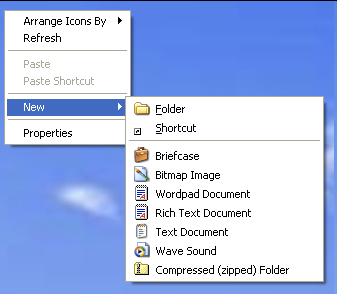 Arrange Icons By
Refresh
Paste
Paste Shortcut
New
Properties
Folder
Shortcut
Briefcase
Bitmap Image
Wordpad Document
Rich Text Document
Text Document
Wave Sound
Compressed (zipped) Folder